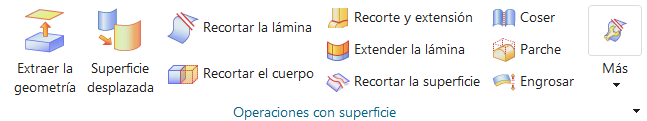 Extraer la
geometría
Superficie
desplazada
Recortar la lámina
Recortar el cuerpo
Recorte y extensión
Extender la lámina
Recortar la superficie
Coser
Parche
Engrosar
Más
Operaciones con superficie